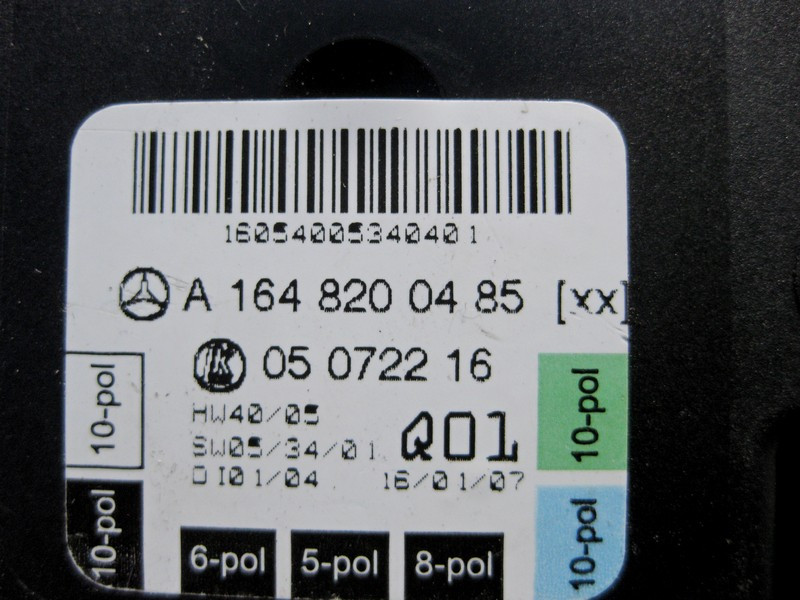 1605400534040 1
A 164 820 04 85 [xx]
lk 05 0722 16
HW40/05
SW05/34/01
DI01/04
Q01
16/01/07
10-pol
10-pol
10-pol
10-pol
6-pol
5-pol
8-pol